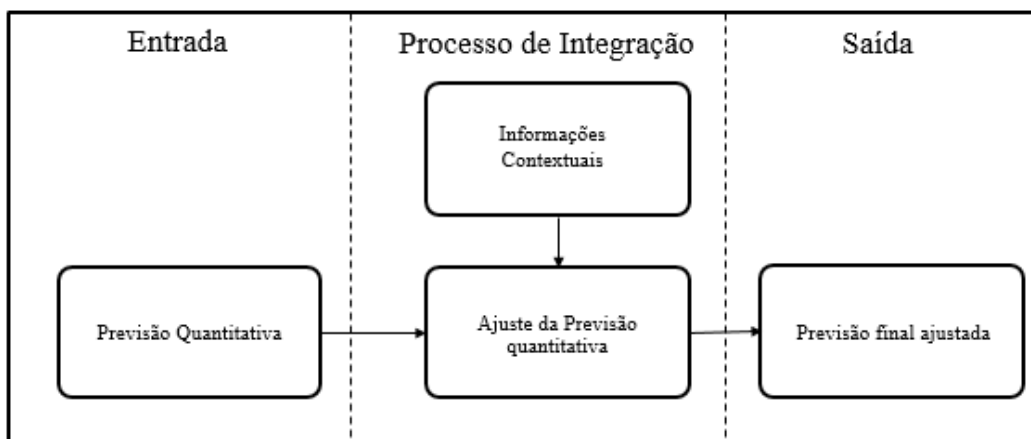 Entrada
Processo de Integração
Saída
Informações
Contextuais
Previsão Quantitativa
Ajuste da Previsão
quantitativa
Previsão final ajustada